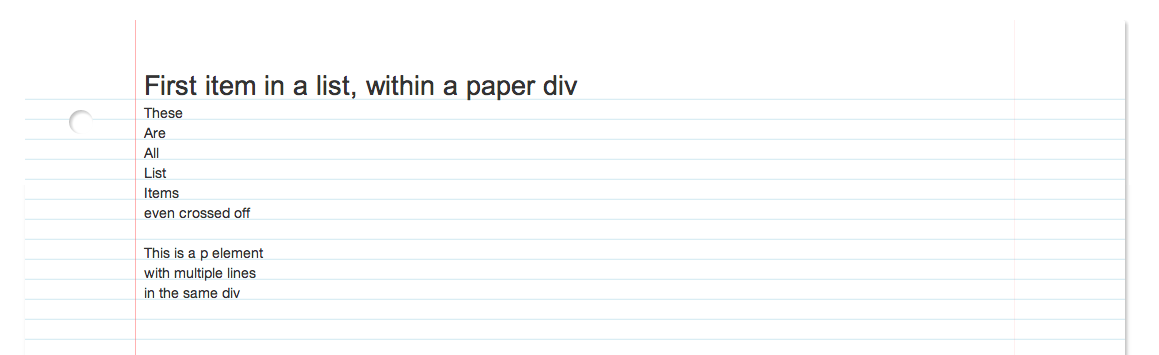 First item in a list, within a paper div
These
Are
All
List
Items
even crossed off
This is a p element
with multiple lines
in the same div